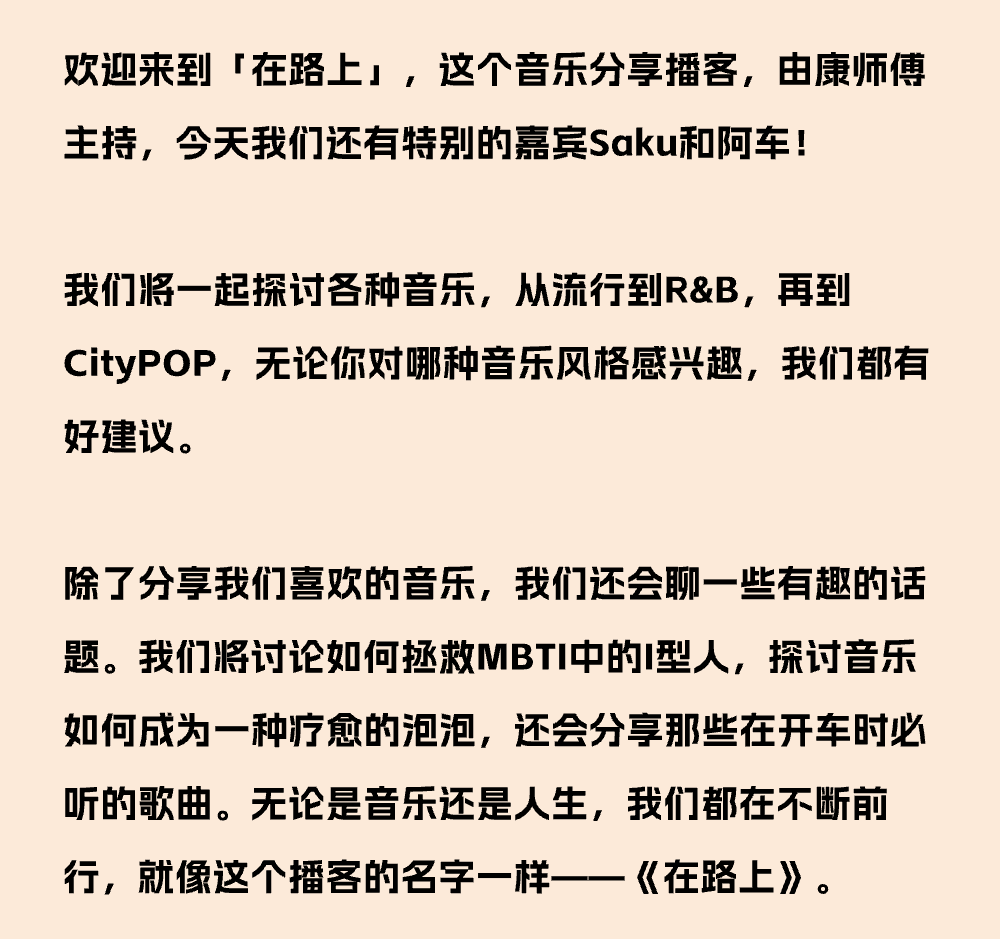 欢迎来到「在路上」，这个音乐分享播客，由康师傅
主持，今天我们还有特别的嘉宾Saku和阿车！
我们将一起探讨各种音乐，从流行到R&B，再到
CityPOP，无论你对哪种音乐风格感兴趣，我们都有
好建议。
除了分享我们喜欢的音乐，我们还会聊一些有趣的话
题。我们将讨论如何拯救MBTI中的I型人，探讨音乐
如何成为一种疗愈的泡泡，还会分享那些在开车时必
听的歌曲。无论是音乐还是人生，我们都在不断前
行，就像这个播客的名字一样——《在路上》。